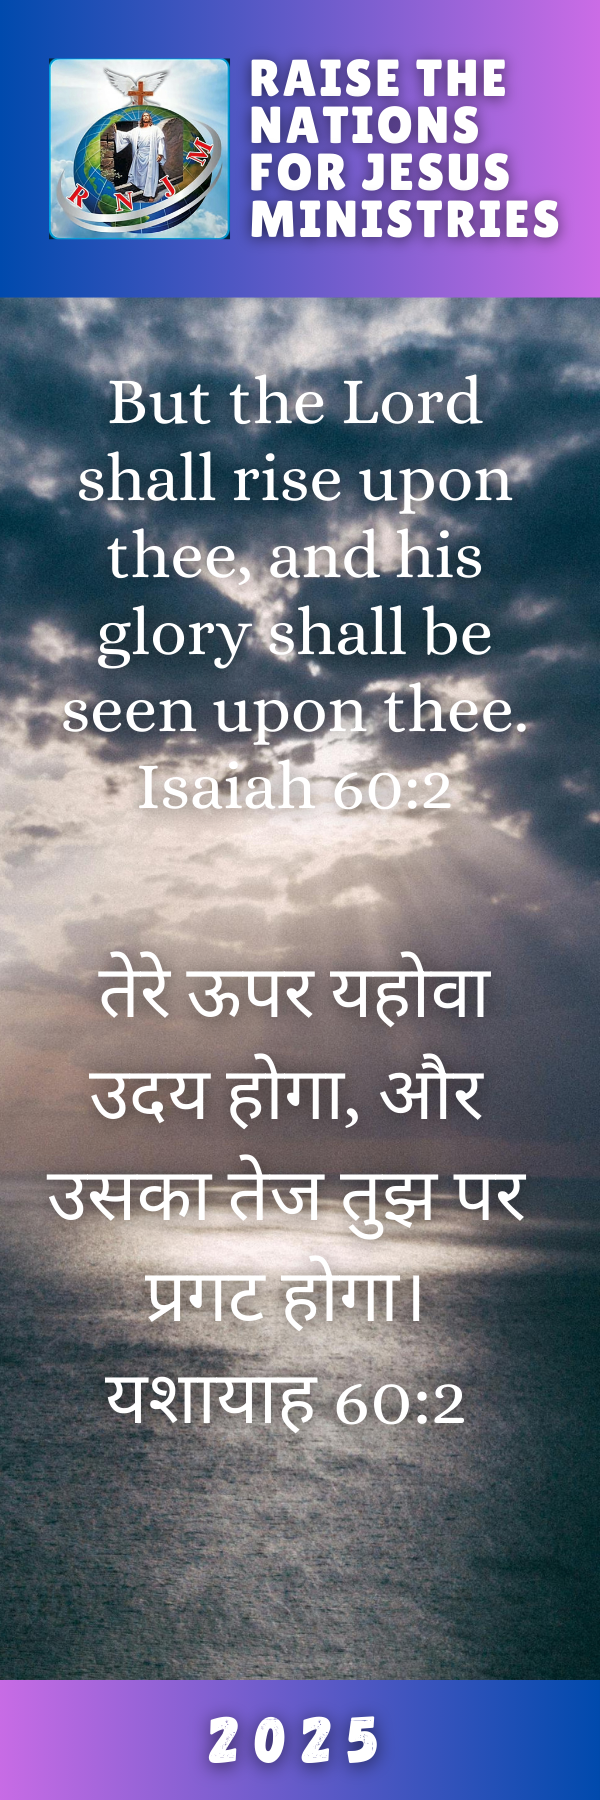 RAISE THE
NATIONS
FOR JESUS
MINISTRIES
R N J M
But the Lord
shall rise upon
thee, and his
glory shall be
seen upon thee.
Isaiah 60:2
तेरे ऊपर यहोवा
उदय होगा, और
उसका तेज तुझ पर
प्रगट होगा।
यशायाह 60:2
2025